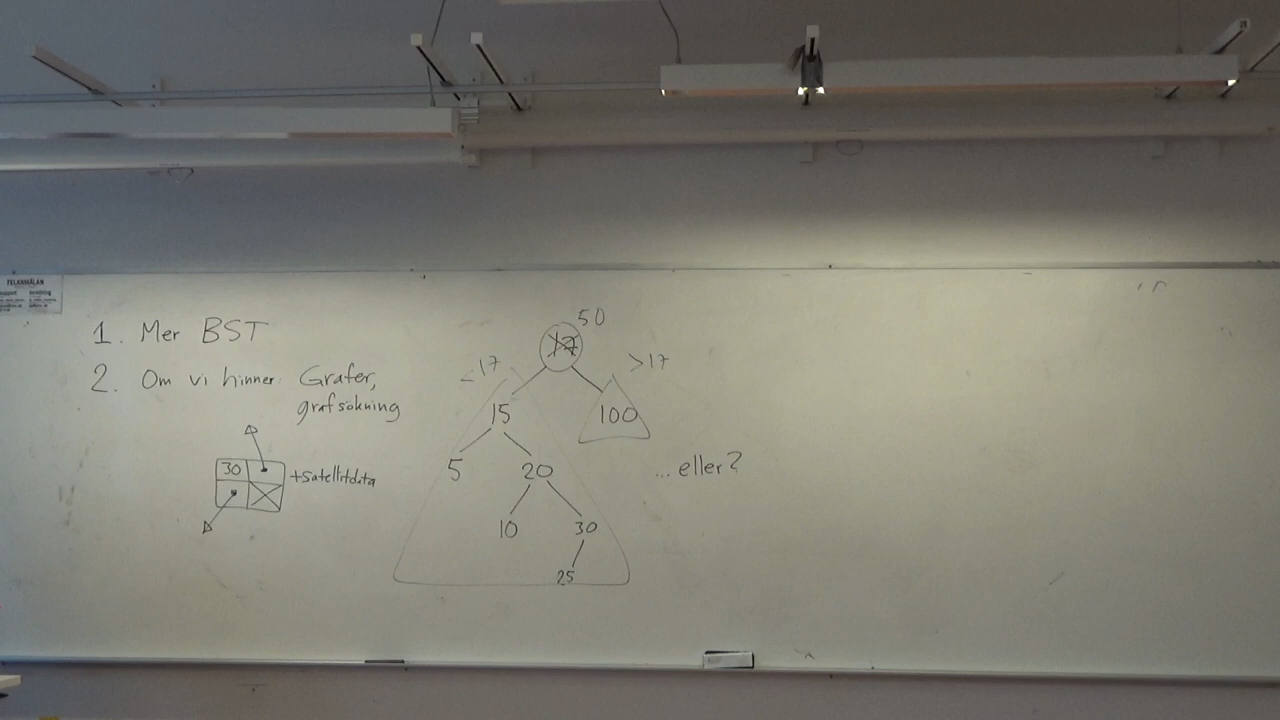 TELANMÄLAN
1. Mer BST
2. Om vi hinner: Grafer,
grafsökning
30
+satellitdata
50
17
<17
>17
15
100
5
20
10
30
25
... eller?